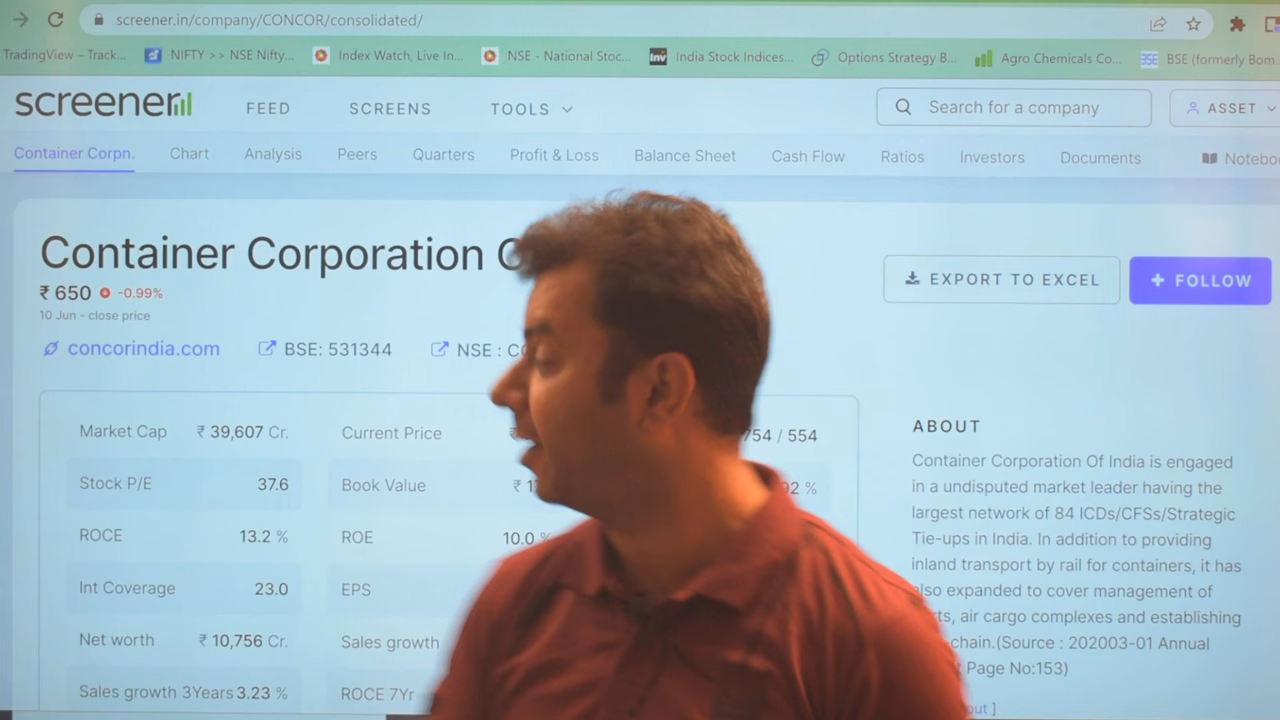 screener.in/company/CONCOR/consolidated/
TradingView – Track... NIFTY >> NSE Nifty... Index Watch, Live In... NSE - National Stoc... India Stock Indices... Options Strategy B... Agro Chemicals Co... BSE (formerly Bom
screener FEED SCREENS TOOLS Search for a company ASSET
Container Corpn. Chart Analysis Peers Quarters Profit & Loss Balance Sheet Cash Flow Ratios Investors Documents Notebo
Container Corporation
EXPORT TO EXCEL + FOLLOW
₹ 650 -0.99%
10 Jun - close price
concorindia.com BSE: 531344 NSE :
Market Cap ₹ 39,607 Cr. Current Price ₹ 754 / 554
Stock P/E 37.6 Book Value ₹ 92 %
ROCE 13.2 % ROE 10.0 %
Int Coverage 23.0 EPS
Net worth ₹ 10,756 Cr. Sales growth
Sales growth 3Years 3.23 % ROCE 7Yr
ABOUT
Container Corporation Of India is engaged
in a undisputed market leader having the
largest network of 84 ICDs/CFSs/Strategic
Tie-ups in India. In addition to providing
inland transport by rail for containers, it has
also expanded to cover management of
ts, air cargo complexes and establishing
chain.(Source : 202003-01 Annual
Page No:153)